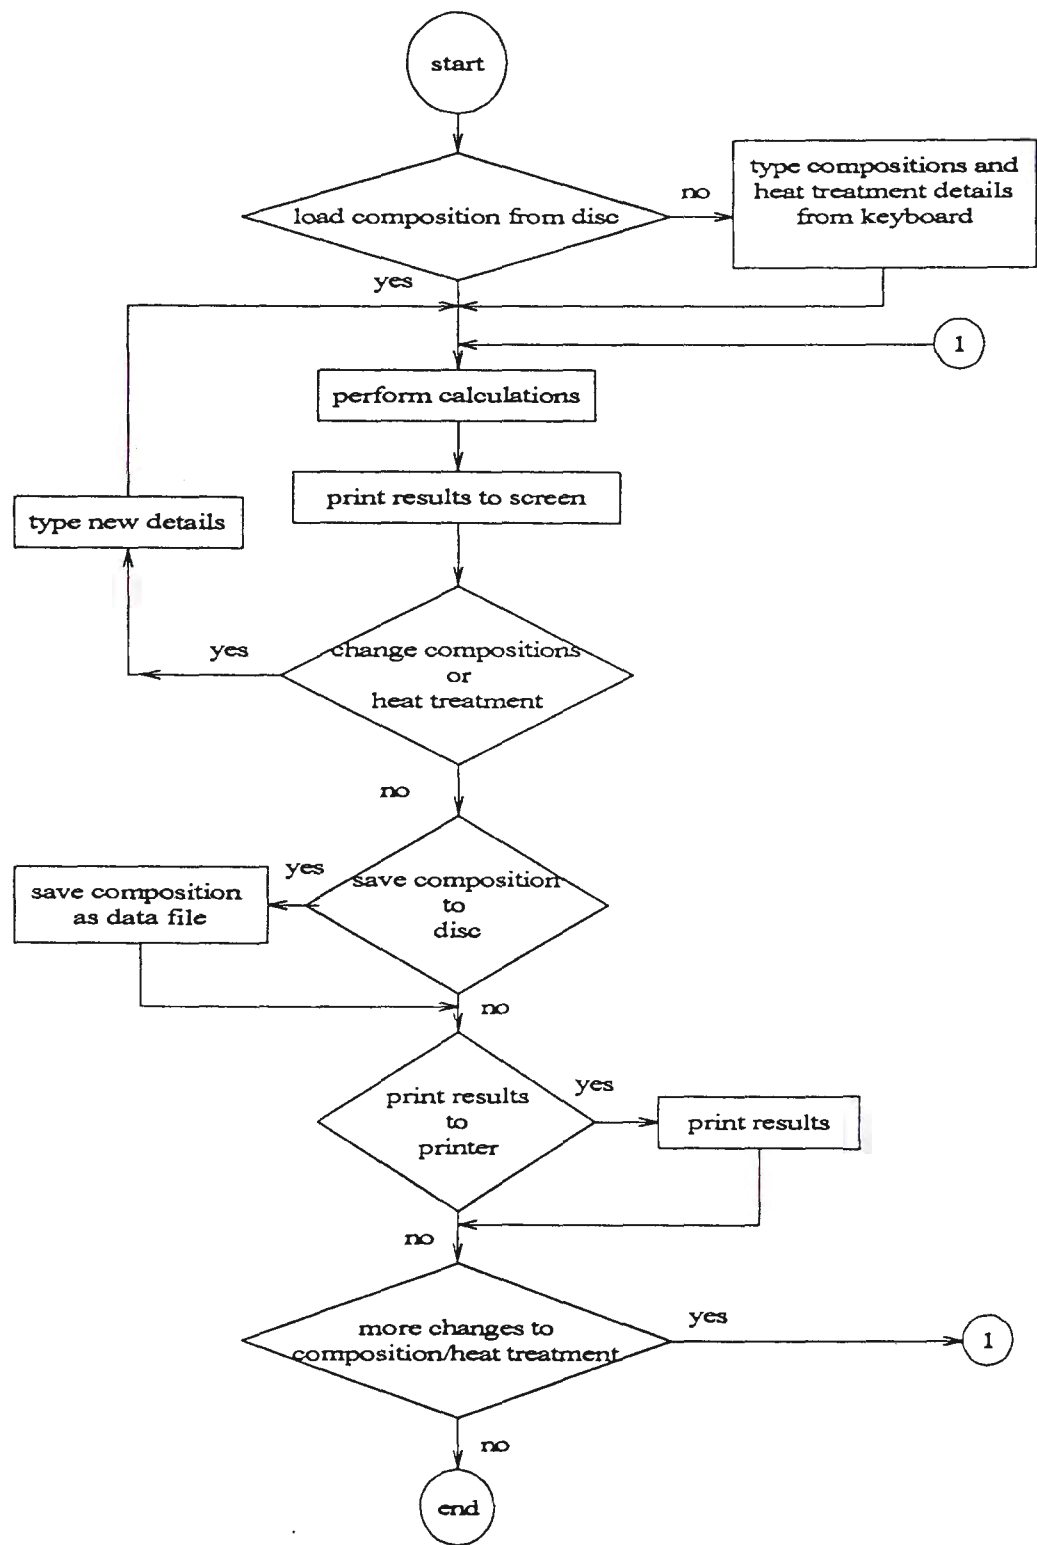 start
type compositions and
heat treatment details
from keyboard
no
load composition from disc
yes
1
perform calculations
print results to screen
type new details
yes
change compositions
or
heat treatment
no
yes
save composition
as data file
save composition
to
disc
no
yes
print results
to
printer
print results
no
yes
more changes to
composition/heat treatment
1
no
end